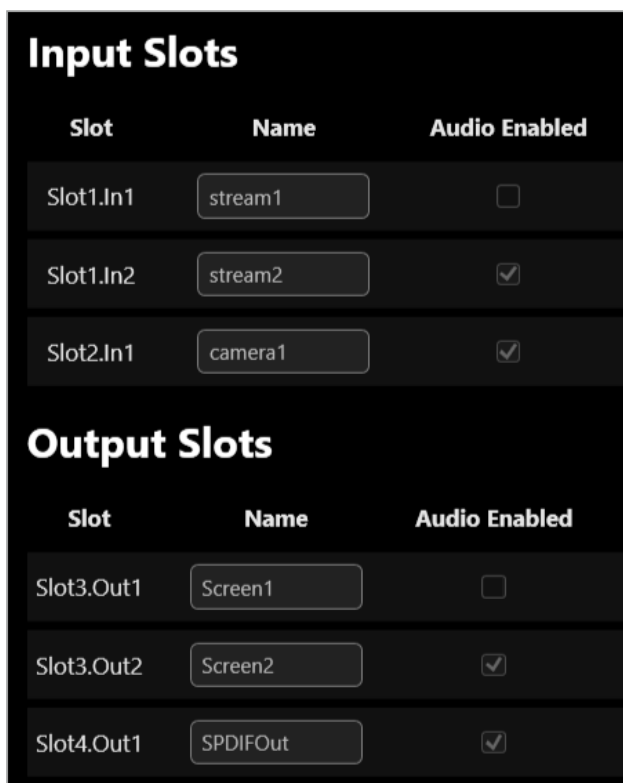 Input Slots
Slot Name Audio Enabled
Slot1.In1 stream1
Slot1.In2 stream2
Slot2.In1 camera1
Output Slots
Slot Name Audio Enabled
Slot3.Out1 Screen1
Slot3.Out2 Screen2
Slot4.Out1 SPDIFOut